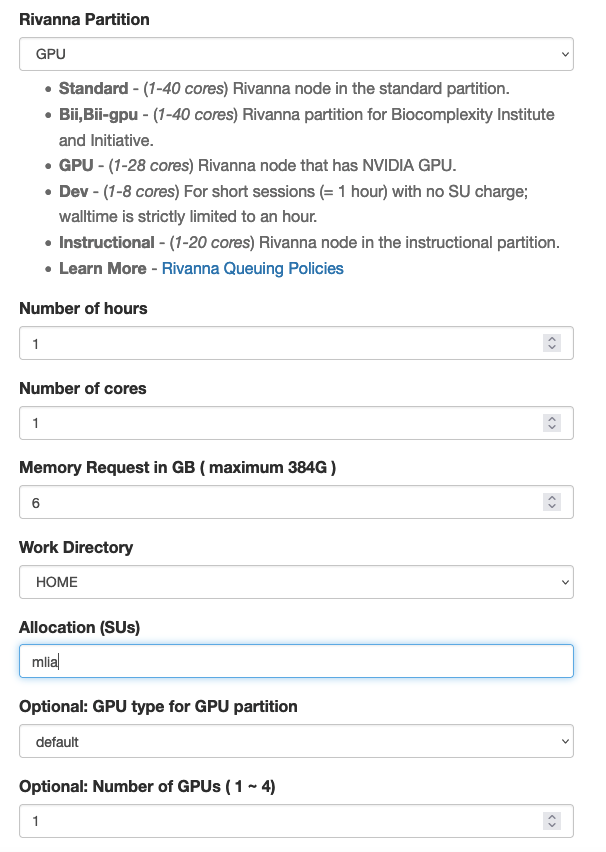 Rivanna Partition
GPU
• Standard - (1-40 cores) Rivanna node in the standard partition.
• Bii,Bii-gpu - (1-40 cores) Rivanna partition for Biocomplexity Institute
and Initiative.
• GPU - (1-28 cores) Rivanna node that has NVIDIA GPU.
• Dev - (1-8 cores) For short sessions (= 1 hour) with no SU charge;
walltime is strictly limited to an hour.
• Instructional - (1-20 cores) Rivanna node in the instructional partition.
• Learn More - Rivanna Queuing Policies
Number of hours
1
Number of cores
1
Memory Request in GB ( maximum 384G )
6
Work Directory
HOME
Allocation (SUs)
mlia
Optional: GPU type for GPU partition
default
Optional: Number of GPUs ( 1 ~ 4)
1